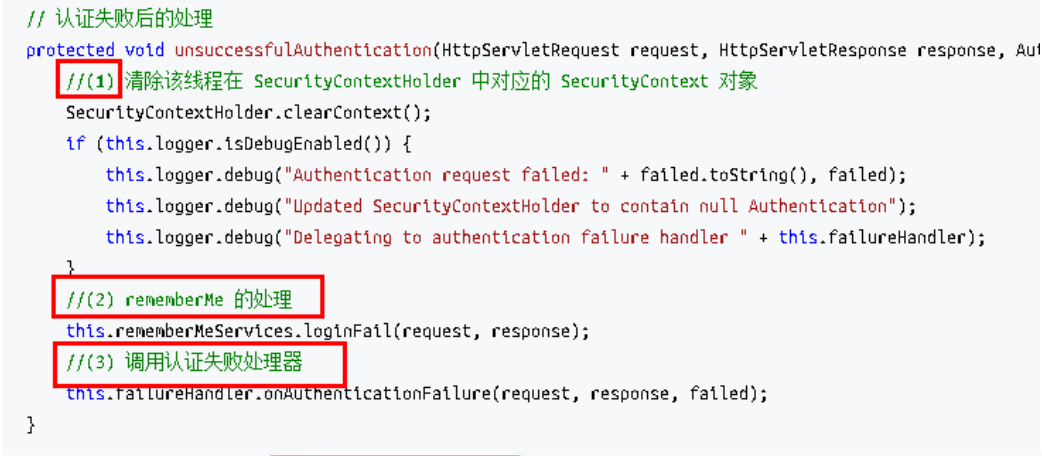 // 认证失败后的处理
protected void unsuccessfulAuthentication(HttpServletRequest request, HttpServletResponse response, Aut
//(1) 清除该线程在 SecurityContextHolder 中对应的 SecurityContext 对象
SecurityContextHolder.clearContext();
if (this.logger.isDebugEnabled()) {
this.logger.debug("Authentication request failed: " + failed.toString(), failed);
this.logger.debug("Updated SecurityContextHolder to contain null Authentication");
this.logger.debug("Delegating to authentication failure handler " + this.failureHandler);
}
//(2) rememberMe 的处理
this.rememberMeServices.loginFail(request, response);
//(3) 调用认证失败处理器
this.failureHandler.onAuthenticationFailure(request, response, failed);
}